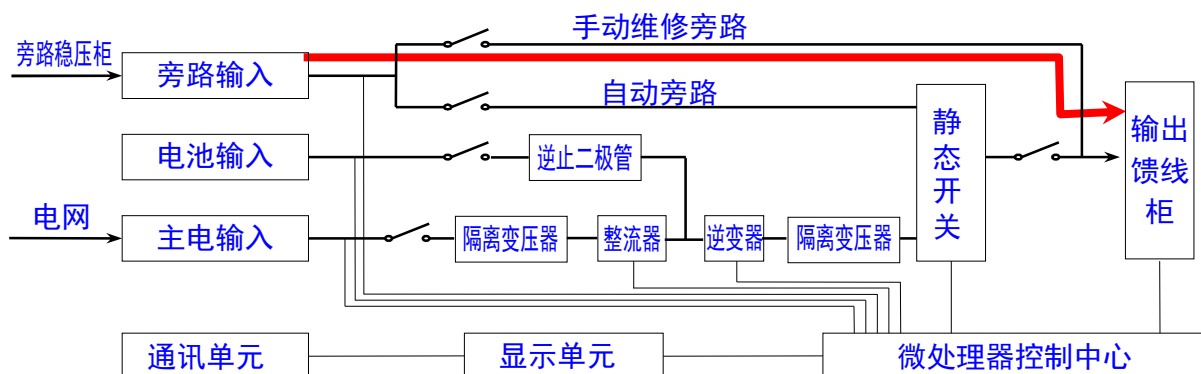 手动维修旁路
旁路稳压柜
旁路输入
自动旁路
电池输入
逆止二极管
静
态
开
关
输出
馈线
柜
电网
主电输入
隔离变压器
整流器
逆变器
隔离变压器
通讯单元
显示单元
微处理器控制中心